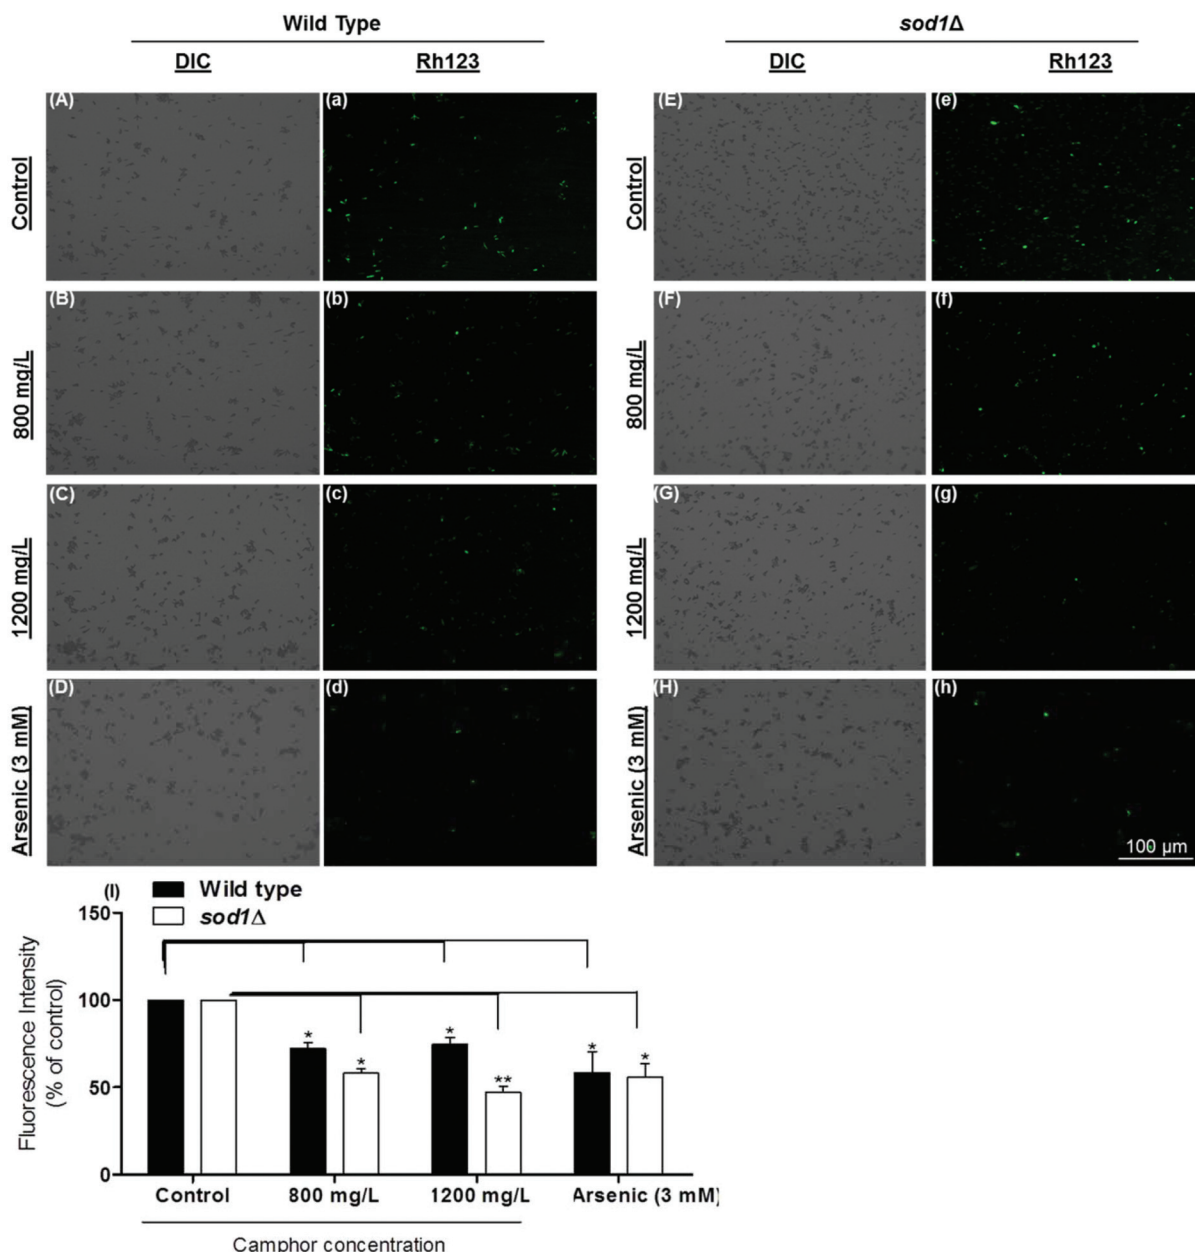 Wild Type
sod1Δ
DIC
Rh123
DIC
Rh123
Control
(A)
(a)
Control
(E)
(e)
800 mg/L
(B)
(b)
800 mg/L
(F)
(f)
1200 mg/L
(C)
(c)
1200 mg/L
(G)
(g)
Arsenic (3 mM)
(D)
(d)
Arsenic (3 mM)
(H)
(h)
100 µm
(I)
Wild type
sod1Δ
Fluorescence Intensity
(% of control)
150
100
50
0
*
*
*
**
*
*
Control
800 mg/L
1200 mg/L
Arsenic (3 mM)
Camphor concentration